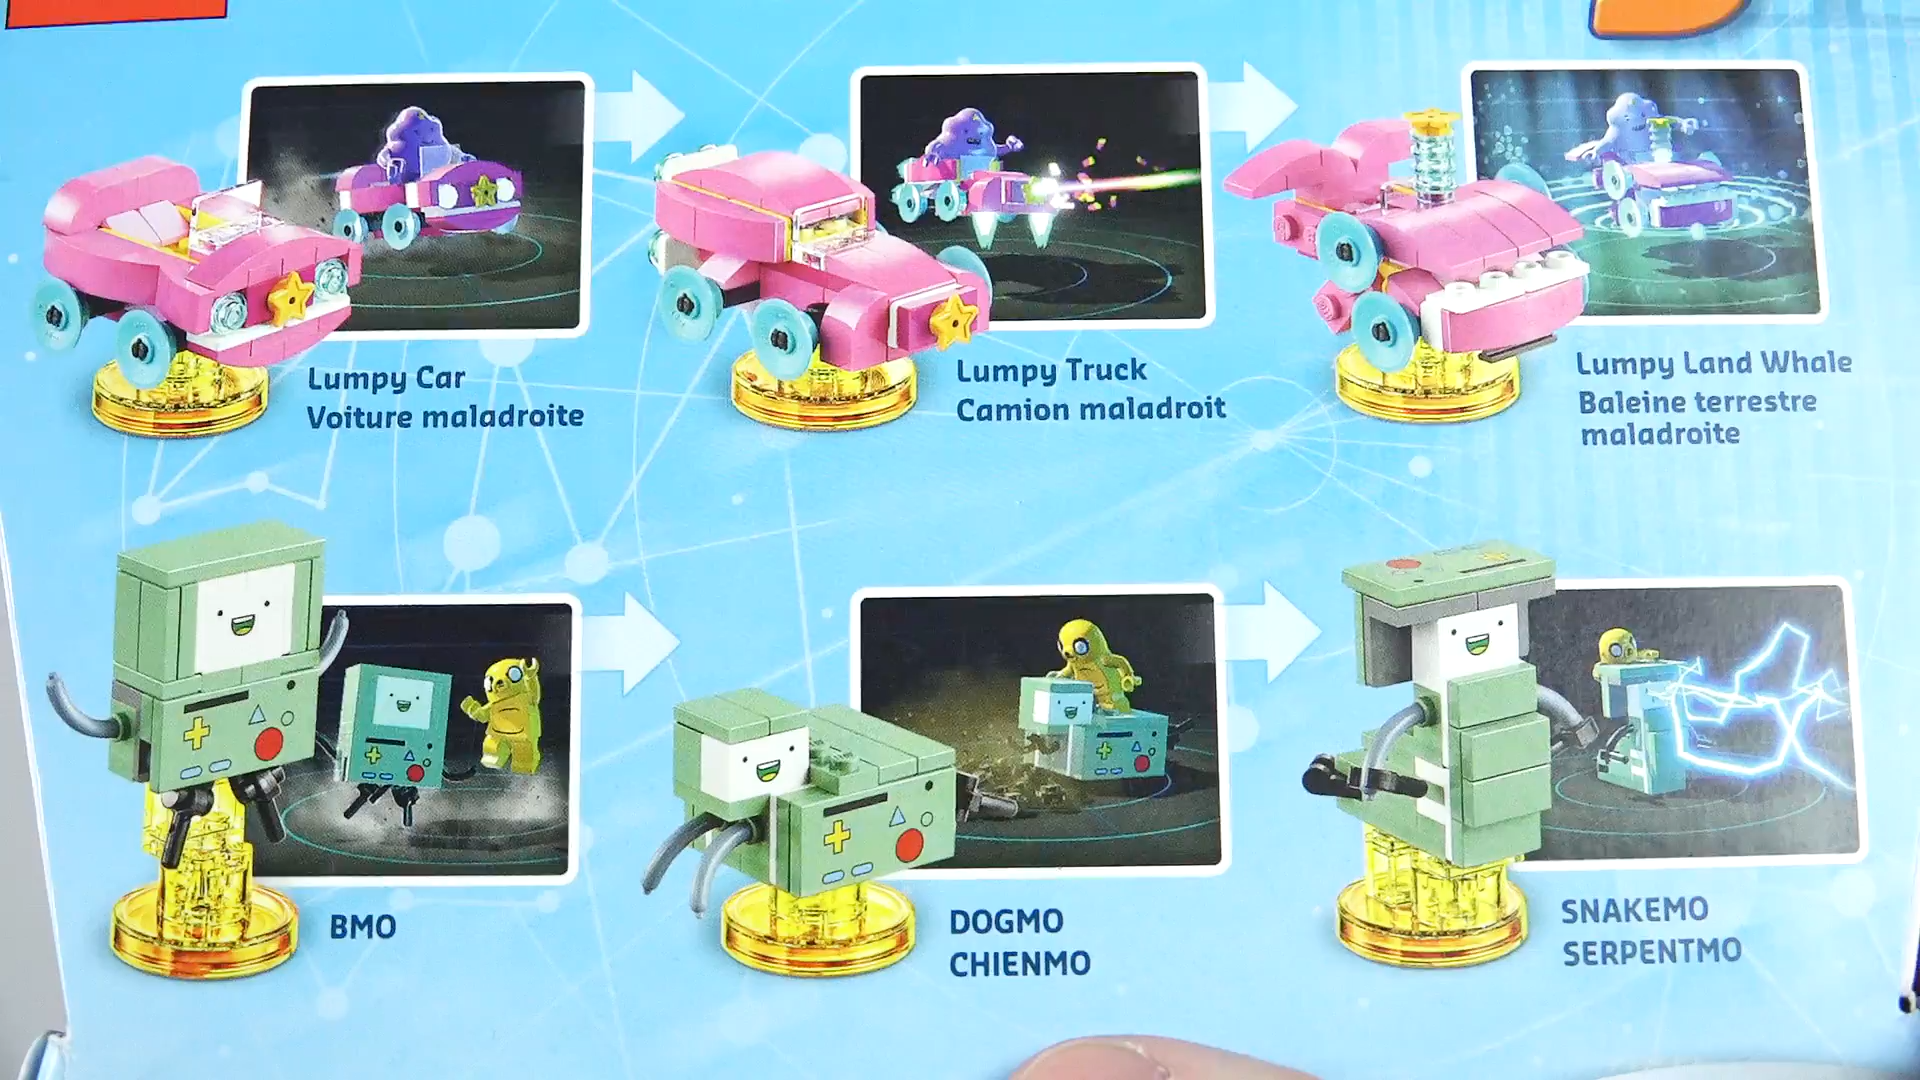 Lumpy Car
Voiture maladroite
Lumpy Truck
Camion maladroit
Lumpy Land Whale
Baleine terrestre
maladroite
BMO
DOGMO
CHIENMO
SNAKEMO
SERPENTMO